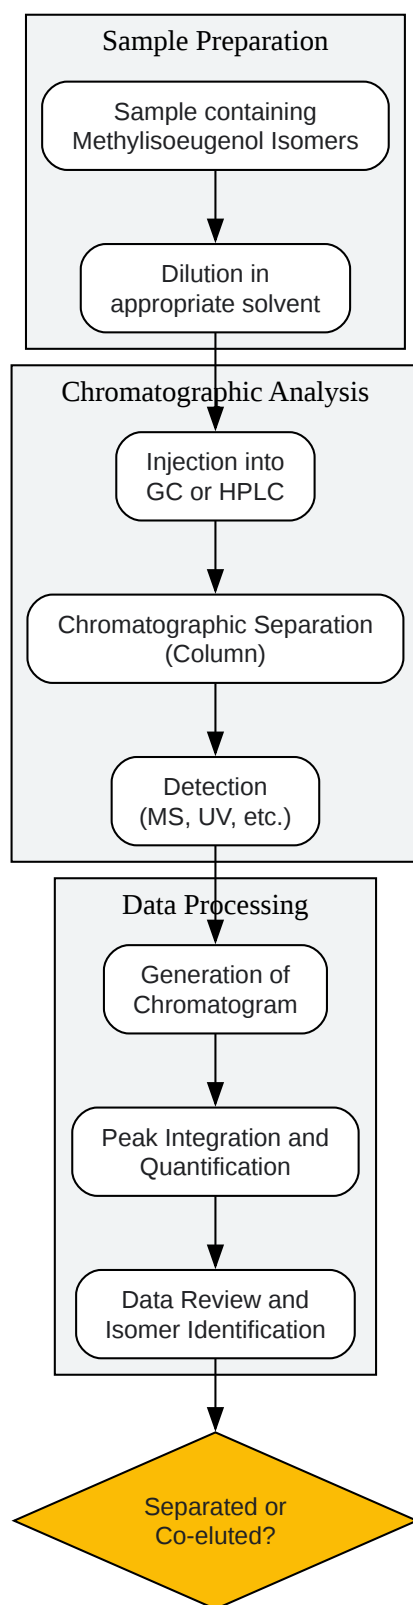 Sample Preparation
Sample containing
Methylisoeugenol Isomers
Dilution in
appropriate solvent
Chromatographic Analysis
Injection into
GC or HPLC
Chromatographic Separation
(Column)
Detection
(MS, UV, etc.)
Data Processing
Generation of
Chromatogram
Peak Integration and
Quantification
Data Review and
Isomer Identification
Separated or
Co-eluted?